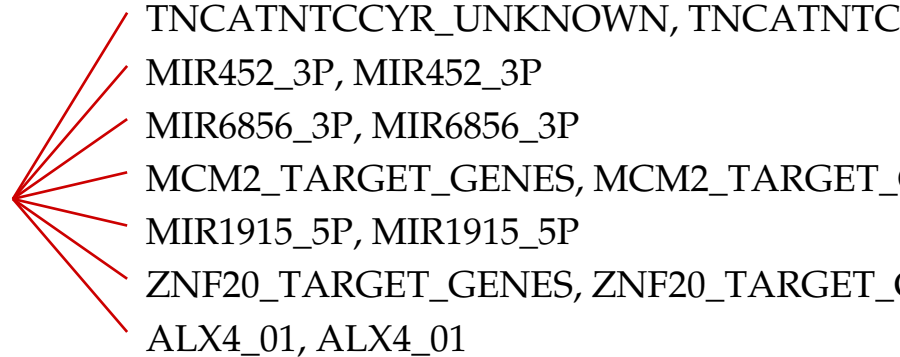 TNCATNTCCYR_UNKNOWN, TNCATNTC
MIR452_3P, MIR452_3P
MIR6856_3P, MIR6856_3P
MCM2_TARGET_GENES, MCM2_TARGET_
MIR1915_5P, MIR1915_5P
ZNF20_TARGET_GENES, ZNF20_TARGET_
ALX4_01, ALX4_01